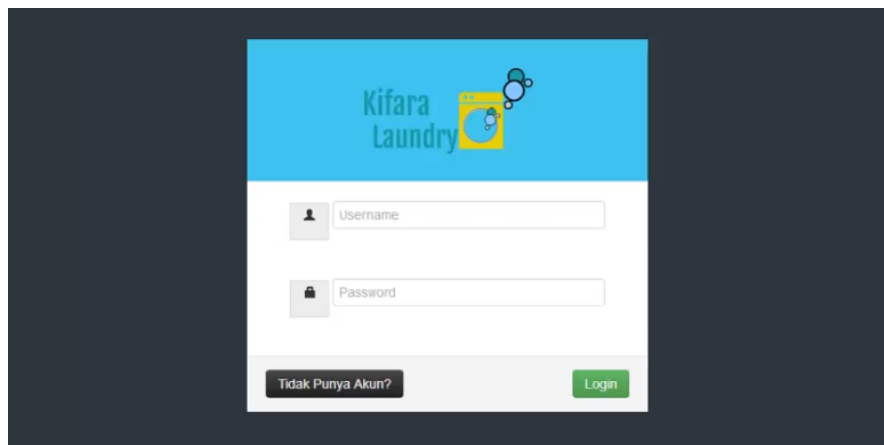 Kifara
Laundry
Username
Password
Tidak Punya Akun?
Login